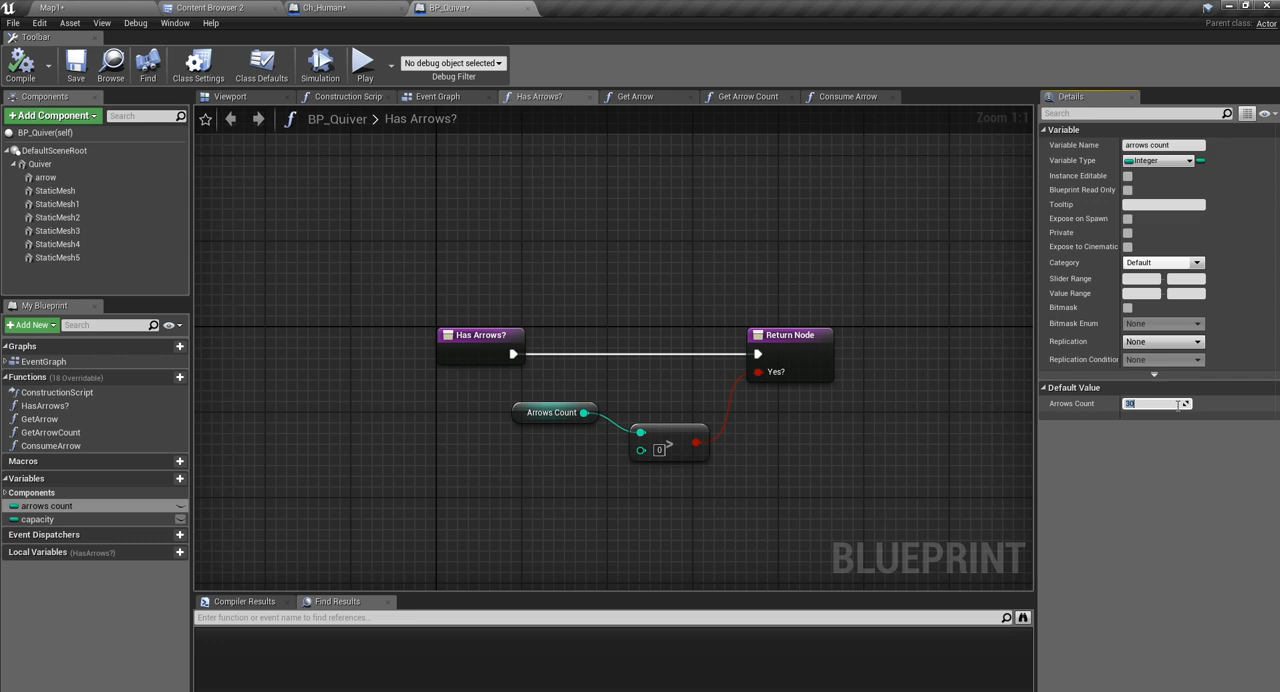 Map1*
Content Browser 2
Ch_Human*
BP_Quiver*
File Edit Asset View Debug Window Help
Parent class: Actor
Toolbar
Compile
Save
Browse
Find
Class Settings
Class Defaults
Simulation
Play
No debug object selected
Debug Filter
Components
+ Add Component
Search
BP_Quiver(self)
DefaultSceneRoot
Quiver
arrow
StaticMesh
StaticMesh1
StaticMesh2
StaticMesh3
StaticMesh4
StaticMesh5
My Blueprint
+ Add New
Search
Graphs
EventGraph
Functions (18 Overridable)
ConstructionScript
HasArrows?
GetArrow
GetArrowCount
ConsumeArrow
Macros
Variables
Components
arrows count
capacity
Event Dispatchers
Local Variables (HasArrows?)
Viewport
Construction Scrip
Event Graph
Has Arrows?
Get Arrow
Get Arrow Count
Consume Arrow
BP_Quiver > Has Arrows?
Zoom 1:1
Has Arrows?
Return Node
Yes?
Arrows Count
0
>
BLUEPRINT
Compiler Results
Find Results
Enter function or event name to find references...
Details
Search
Variable
Variable Name arrows count
Variable Type Integer
Instance Editable
Blueprint Read Only
Tooltip
Expose on Spawn
Private
Expose to Cinematic
Category Default
Slider Range
Value Range
Bitmask
Bitmask Enum None
Replication None
Replication Condition None
Default Value
Arrows Count 30